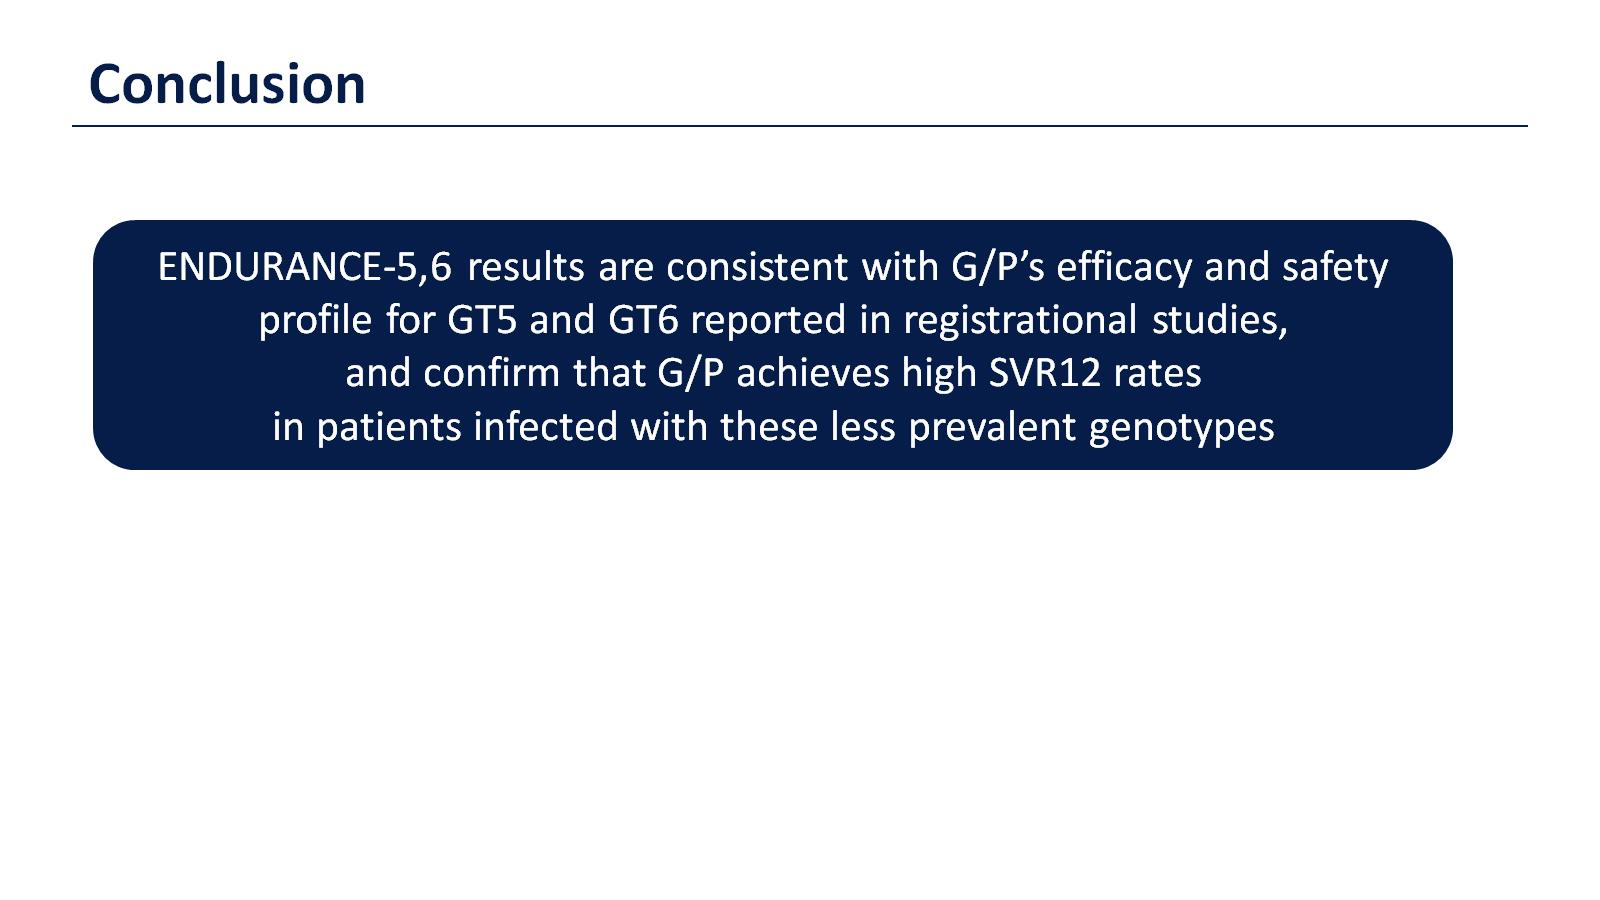 Conclusion
ENDURANCE-5,6 results are consistent with G/P’s efficacy and safety
profile for GT5 and GT6 reported in registrational studies,
and confirm that G/P achieves high SVR12 rates
in patients infected with these less prevalent genotypes